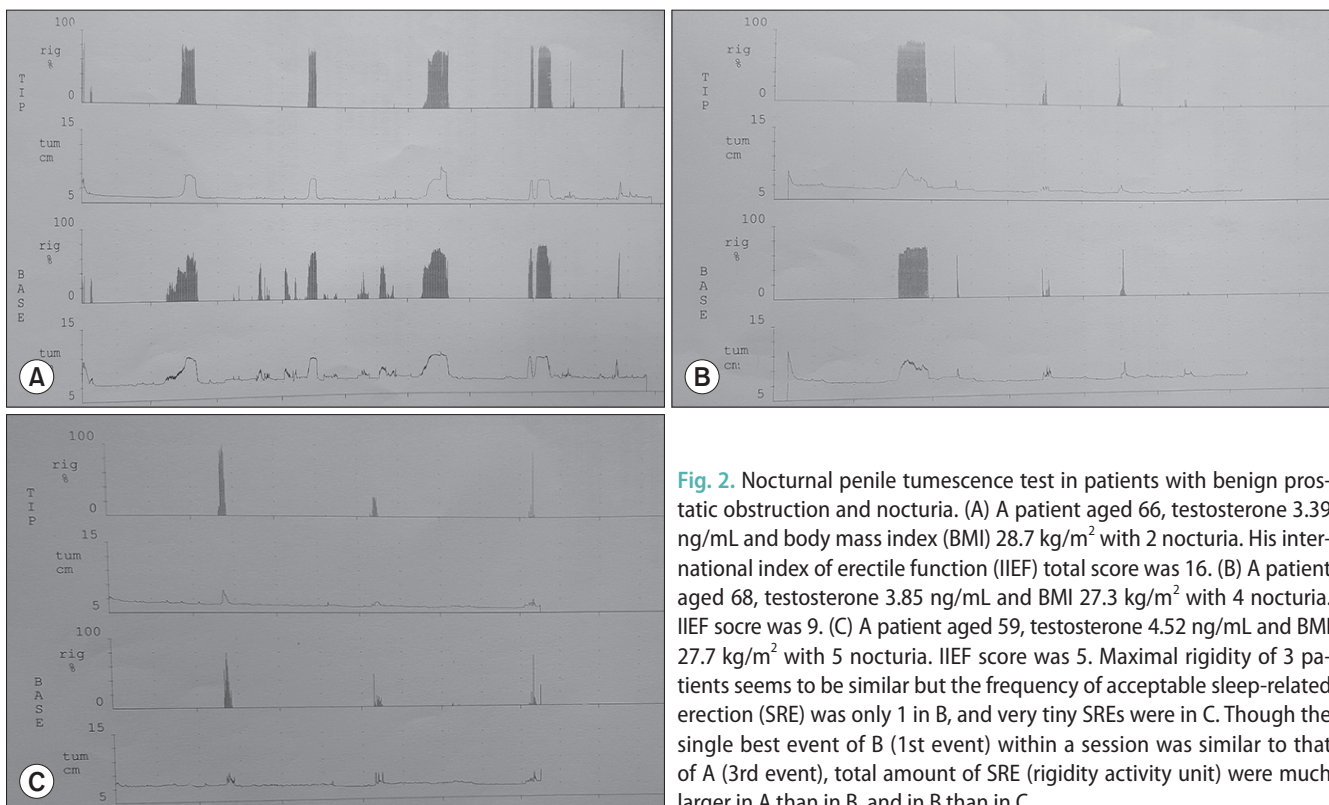 100
rig
%
0
T
I
P
15
tum
cm
5
100
rig
%
0
B
A
S
E
15
tum
5
A
100
rig
%
0
T
I
P
15
tum
cm
5
100
rig
%
0
B
A
S
E
15
tum
cm
5
B
100
rig
%
0
T
I
P
15
tum
cm
5
100
rig
%
0
B
A
S
E
15
tum
cm
5
C
Fig. 2. Nocturnal penile tumescence test in patients with benign pros-
tatic obstruction and nocturia. (A) A patient aged 66, testosterone 3.39
ng/mL and body mass index (BMI) 28.7 kg/m² with 2 nocturia. His inter-
national index of erectile function (IIEF) total score was 16. (B) A patient
aged 68, testosterone 3.85 ng/mL and BMI 27.3 kg/m² with 4 nocturia.
IIEF socre was 9. (C) A patient aged 59, testosterone 4.52 ng/mL and BMI
27.7 kg/m² with 5 nocturia. IIEF score was 5. Maximal rigidity of 3 pa-
tients seems to be similar but the frequency of acceptable sleep-related
erection (SRE) was only 1 in B, and very tiny SREs were in C. Though the
single best event of B (1st event) within a session was similar to that
of A (3rd event), total amount of SRE (rigidity activity unit) were much
larger in A than in B, and in B than in C.